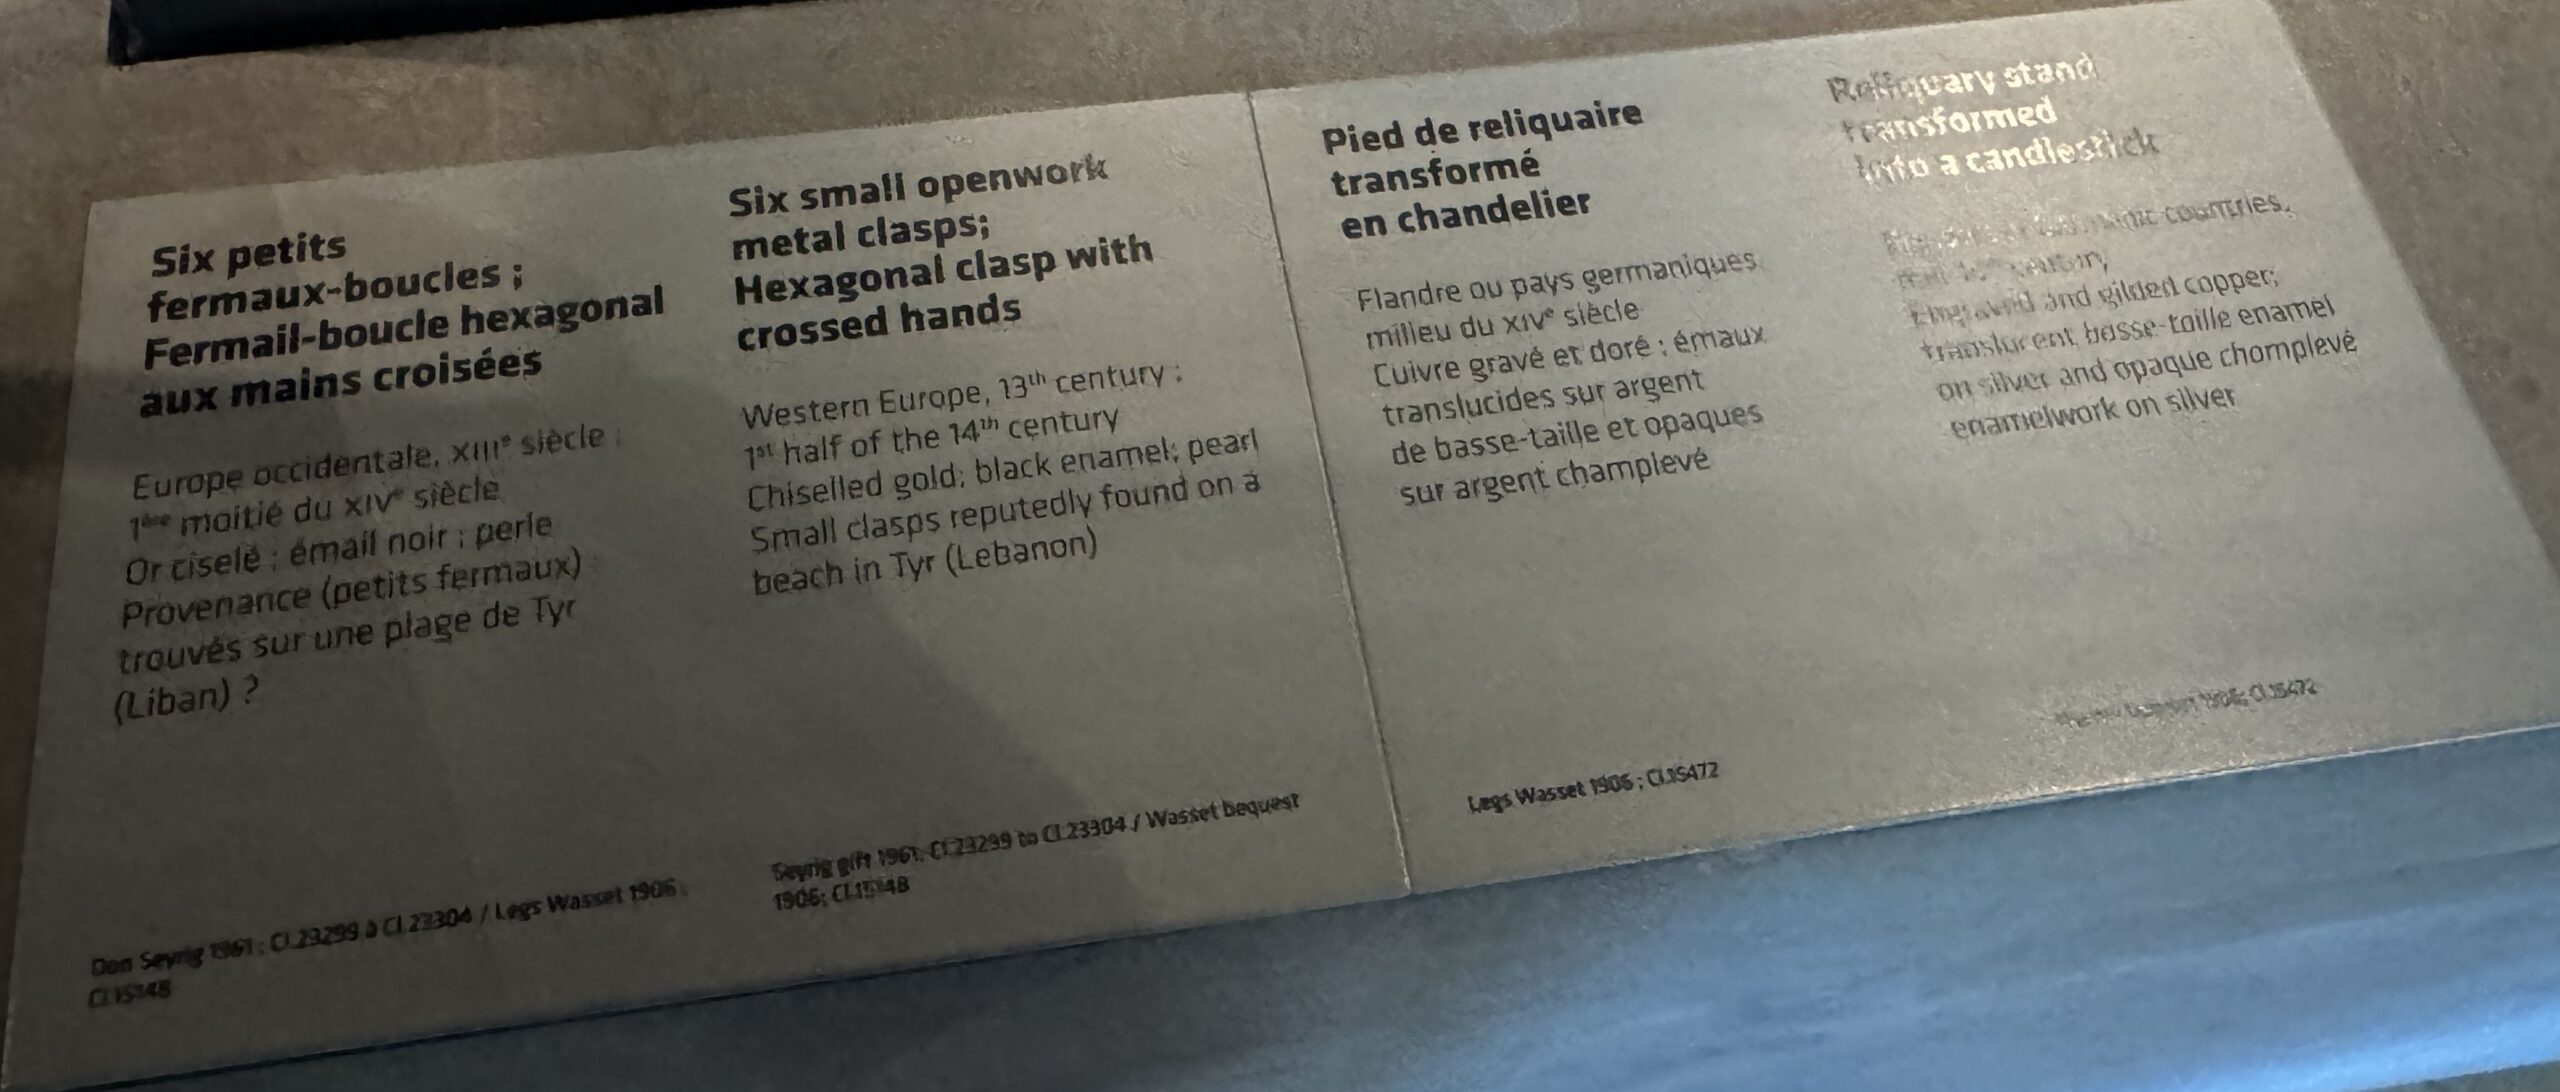 Six petits
fermaux-boucles ;
Fermail-boucle hexagonal
aux mains croisées
Europe occidentale, XIIIe siècle ;
1ère moitié du XIVe siècle
Or ciselé ; émail noir ; perle
Provenance (petits fermaux)
trouvés sur une plage de Tyr
(Liban) ?
Don Seyrig 1961 ; Cl.23299 à Cl.23304 / Legs Wasset 1906 ;
Six small openwork
metal clasps;
Hexagonal clasp with
crossed hands
Western Europe, 13th century ;
1st half of the 14th century
Chiselled gold; black enamel; pearl
Small clasps reputedly found on a
beach in Tyr (Lebanon)
Seyrig gift 1961; Cl.23299 to Cl.23304 / Wasset bequest
1906;
Pied de reliquaire
transformé
en chandelier
Flandre ou pays germaniques
milieu du XIVe siècle
Cuivre gravé et doré ; émaux
translucides sur argent
de basse-taille et opaques
sur argent champlevé
Legs Wasset 1906 ; Cl.15472
Reliquary stand
transformed
into a candlestick
countries,
and gilded copper;
translucent basse-taille enamel
on silver and opaque champlevé
enamelwork on silver
Cl.15472